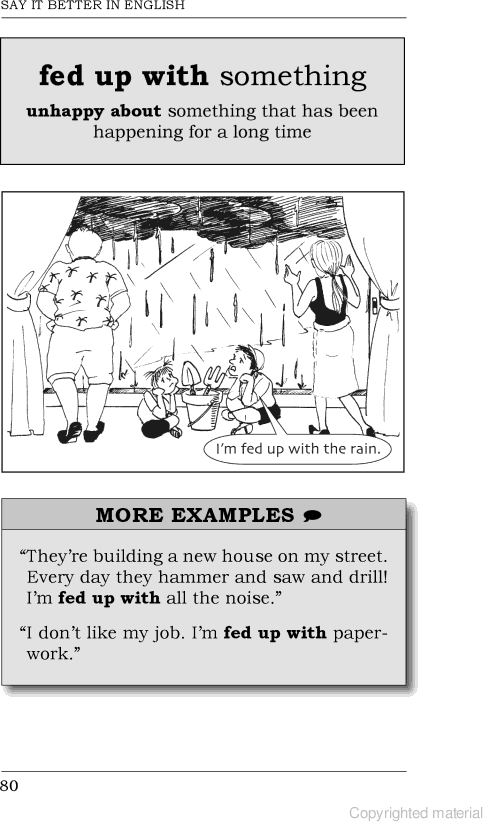 SAY IT BETTER IN ENGLISH
fed up with something
unhappy about something that has been
happening for a long time
I'm fed up with the rain.
MORE EXAMPLES
“They're building a new house on my street.
Every day they hammer and saw and drill!
I'm fed up with all the noise.”
“I don't like my job. I'm fed up with paper-
work.”
80
Copyrighted material